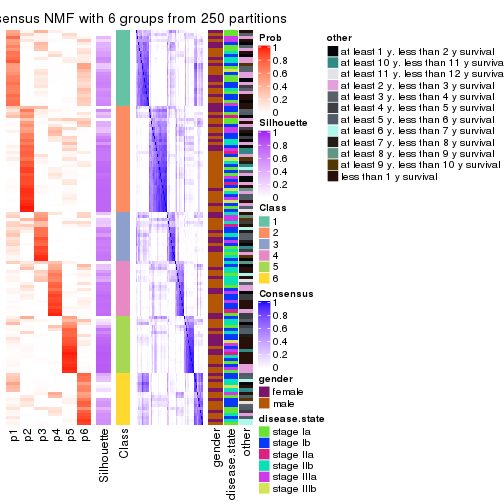 sensus NMF with 6 groups from 250 partitions
Prob
1
0.8
0.6
0.4
0.2
0
Silhouette
1
0.8
0.6
0.4
0.2
0
Class
1
2
3
4
5
6
Consensus
1
0.8
0.6
0.4
0.2
0
gender
female
male
disease.state
stage Ia
stage Ib
stage IIa
stage IIb
stage IIIa
stage IIIb
other
at least 1 y. less than 2 y survival
at least 10 y. less than 11 y survival
at least 11 y. less than 12 y surviva
at least 2 y. less than 3 y survival
at least 3 y. less than 4 y survival
at least 4 y. less than 5 y survival
at least 5 y. less than 6 y survival
at least 6 y. less than 7 y survival
at least 7 y. less than 8 y survival
at least 8 y. less than 9 y survival
at least 9 y. less than 10 y survival
less than 1 y survival
p1
p2
p3
p4
p5
p6
Silhouette
Class
gender
disease.state
other